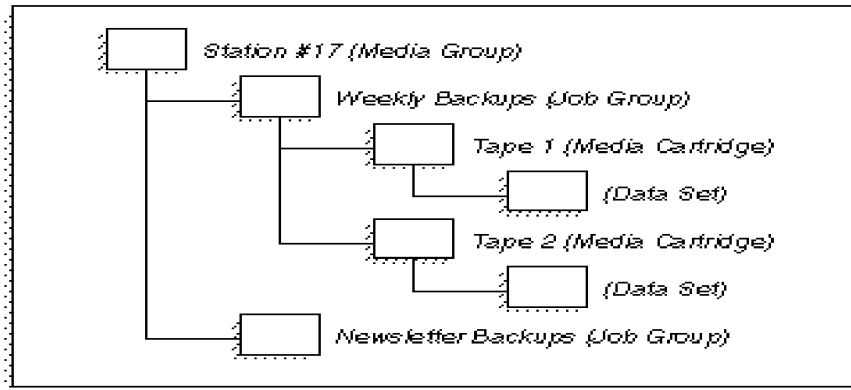 Station #17 (Media Group)
Weekly Backups (Job Group)
Tape 1 (Media Cartridge)
(Data Set)
Tape 2 (Media Cartridge)
(Data Set)
Newsletter Backups (Job Group)